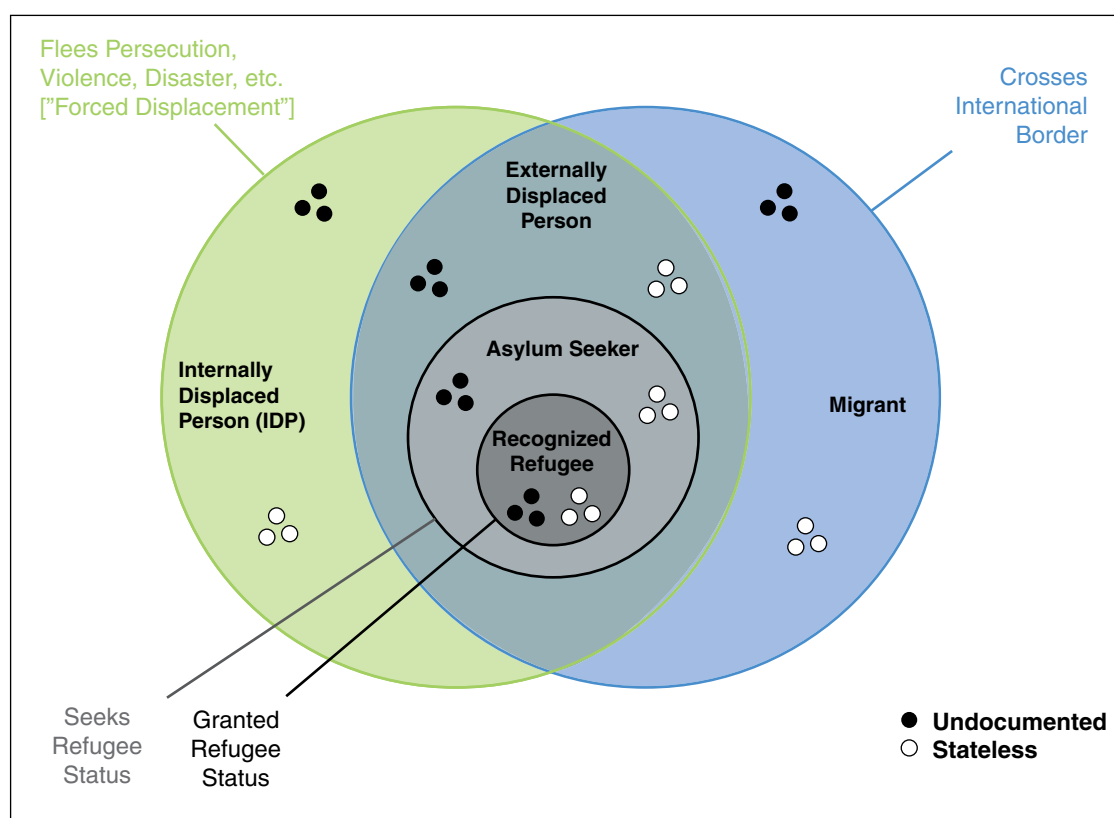 Flees Persecution,
Violence, Disaster, etc.
["Forced Displacement"]
Crosses
International
Border
Externally
Displaced
Person
Asylum Seeker
Internally
Displaced
Person (IDP)
Migrant
Recognized
Refugee
Seeks
Refugee
Status
Granted
Refugee
Status
Undocumented
Stateless